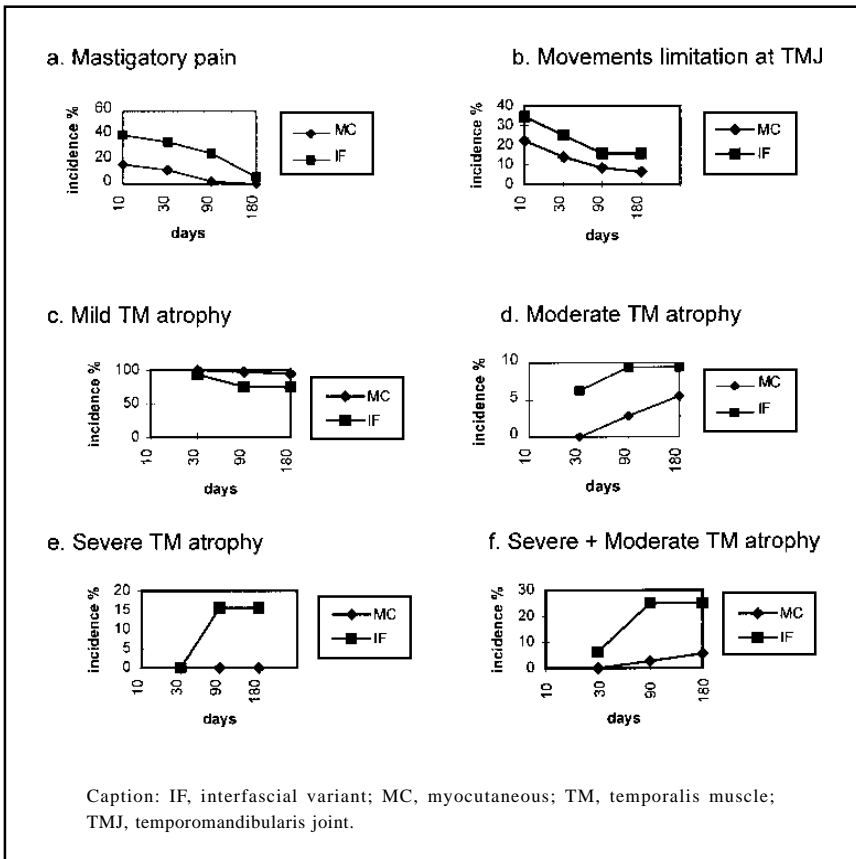 a. Mastigatory pain
incidence %
60
40
20
0
10
30
90
180
days
MC
IF
b. Movements limitation at TMJ
incidence %
40
30
20
10
0
10
30
90
180
days
MC
IF
c. Mild TM atrophy
incidence %
100
50
0
10
30
90
180
days
MC
IF
d. Moderate TM atrophy
incidence %
10
5
0
10
30
90
180
days
MC
IF
e. Severe TM atrophy
incidence %
20
15
10
5
0
10
30
90
180
days
MC
IF
f. Severe + Moderate TM atrophy
incidence %
30
20
10
0
10
30
90
180
days
MC
IF
Caption: IF, interfascial variant; MC, myocutaneous; TM, temporalis muscle;
TMJ, temporomandibularis joint.